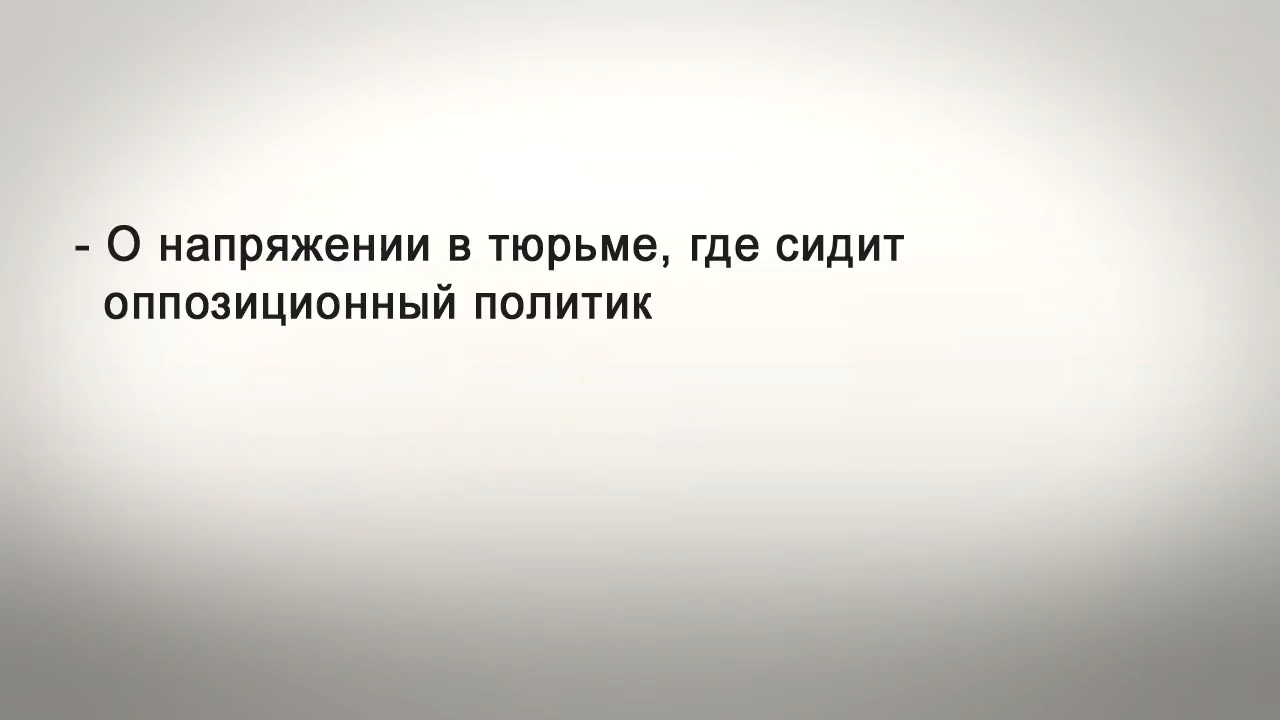 - О напряжении в тюрьме, где сидит
оппозиционный политик